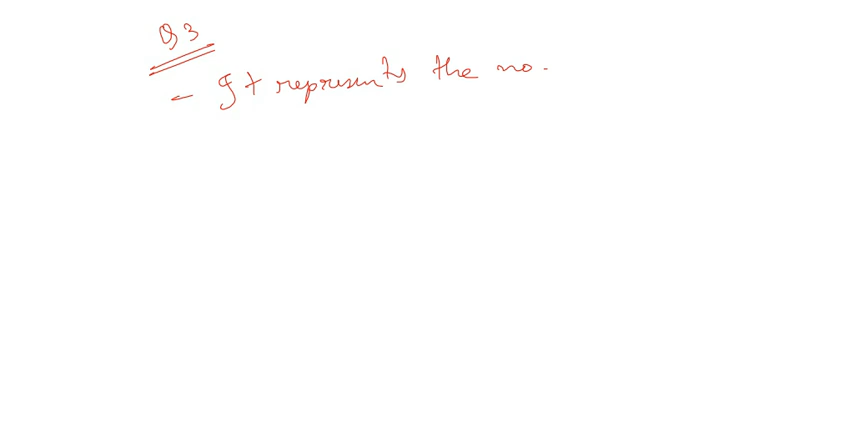 Q3
- It represents the no.